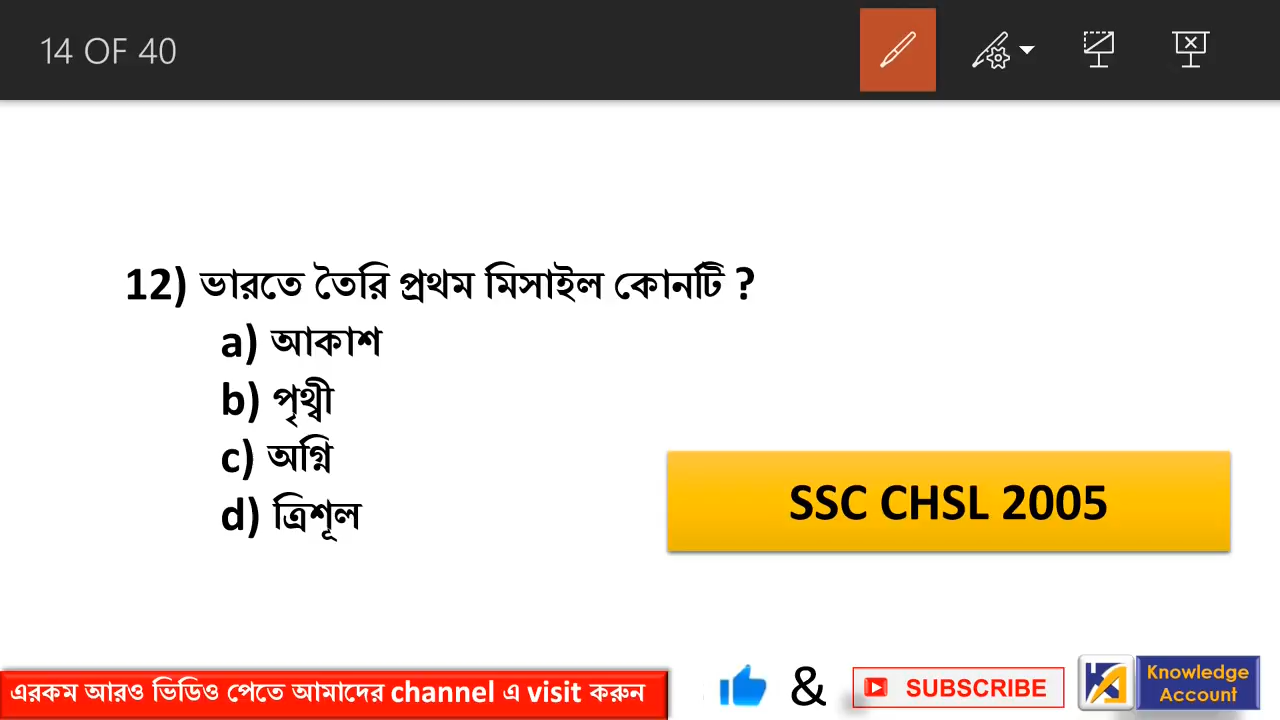 14 OF 40
12) ভারতে তৈরি প্রথম মিসাইল কোনটি ?
a) আকাশ
b) পৃথ্বী
c) অগ্নি
d) ত্রিশূল
SSC CHSL 2005
এরকম আরও ভিডিও পেতে আমাদের channel এ visit করুন
& SUBSCRIBE
Knowledge
Account